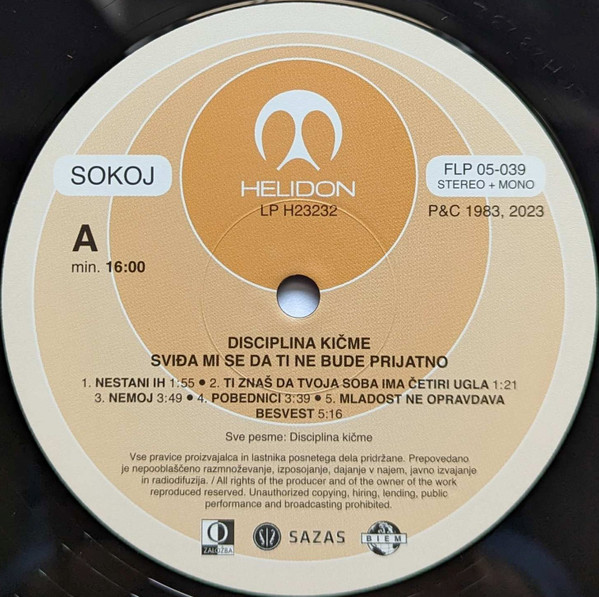 HELIDON
LP H23232
SOKOJ
FLP 05-039
STEREO + MONO
P&C 1983, 2023
A
min. 16:00
DISCIPLINA KIČME
SVIĐA MI SE DA TI NE BUDE PRIJATNO
1. NESTANI IH 1:55 ● 2. TI ZNAŠ DA TVOJA SOBA IMA ČETIRI UGLA 1:21
3. NEMOJ 3:49 ● 4. POBEDNICI 3:39 ● 5. MLADOST NE OPRAVDAVA
BESVEST 5:16
Sve pesme: Disciplina kičme
Vse pravice proizvajalca in lastnika posnetega dela pridržane. Prepovedano
je nepooblaščeno razmnoževanje, izposojanje, dajanje v najem, javno izvajanje
in radiodifuzija. / All rights of the producer and of the owner of the work
reproduced reserved. Unauthorized copying, hiring, lending, public
performance and broadcasting prohibited.
ZALOŽBA
SAZAS
BIEM